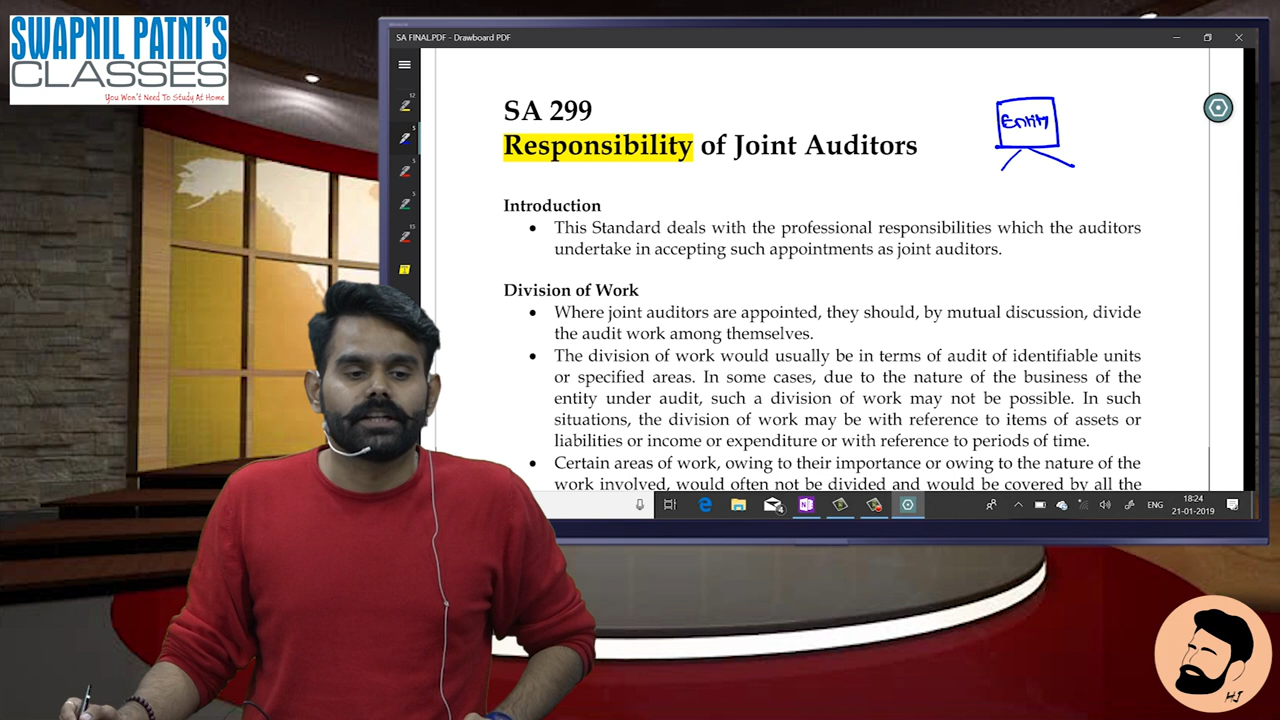 SWAPNIL PATNI'S
CLASSES
You Won't Need To Study At Home
SA FINAL.PDF - Drawboard PDF
SA 299
Responsibility of Joint Auditors
Entity
Introduction
• This Standard deals with the professional responsibilities which the auditors
undertake in accepting such appointments as joint auditors.
Division of Work
• Where joint auditors are appointed, they should, by mutual discussion, divide
the audit work among themselves.
• The division of work would usually be in terms of audit of identifiable units
or specified areas. In some cases, due to the nature of the business of the
entity under audit, such a division of work may not be possible. In such
situations, the division of work may be with reference to items of assets or
liabilities or income or expenditure or with reference to periods of time.
• Certain areas of work, owing to their importance or owing to the nature of the
work involved, would often not be divided and would be covered by all the
12
5
5
5
15
4
ENG
18:24
21-01-2019
HJ